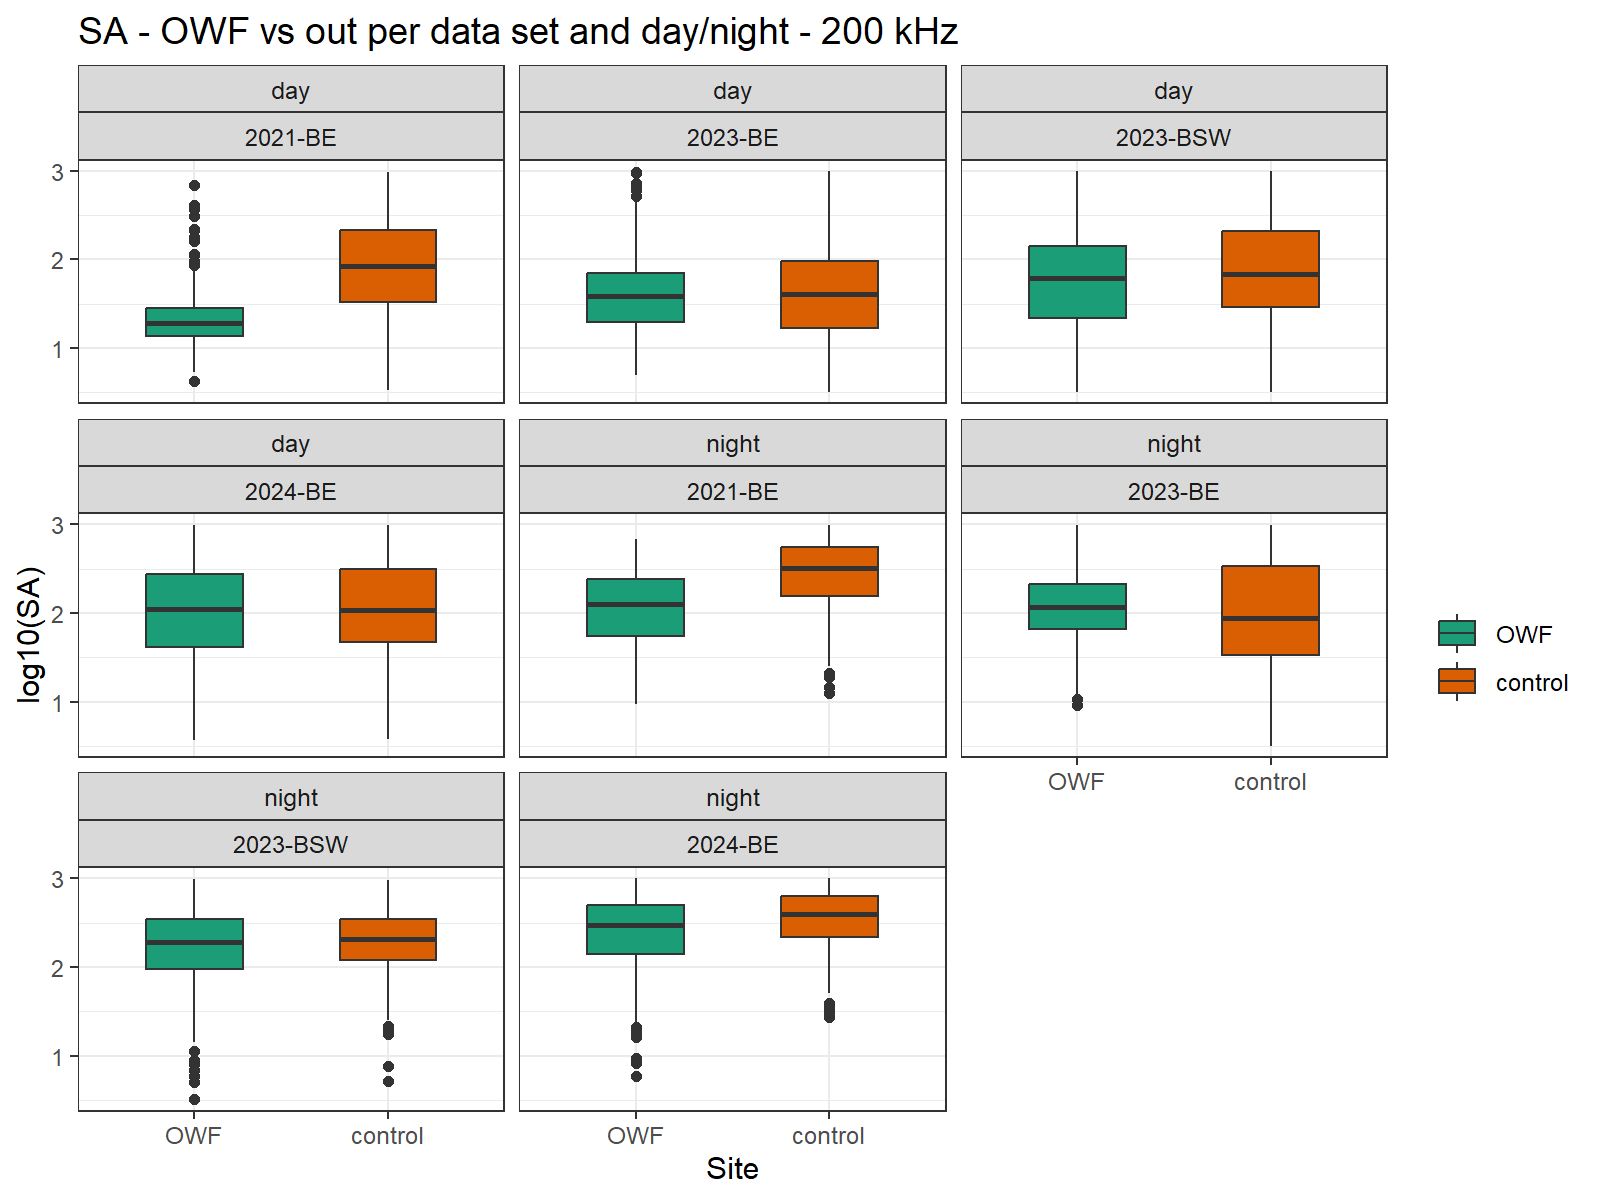 SA - OWF vs out per data set and day/night - 200 kHz
day
day
day
2021-BE
2023-BE
2023-BSW
3
2
1
day
night
night
2024-BE
2021-BE
2023-BE
3
2
1
OWF
control
night
night
2023-BSW
2024-BE
3
2
1
OWF
control
OWF
control
Site
log10(SA)
OWF
control